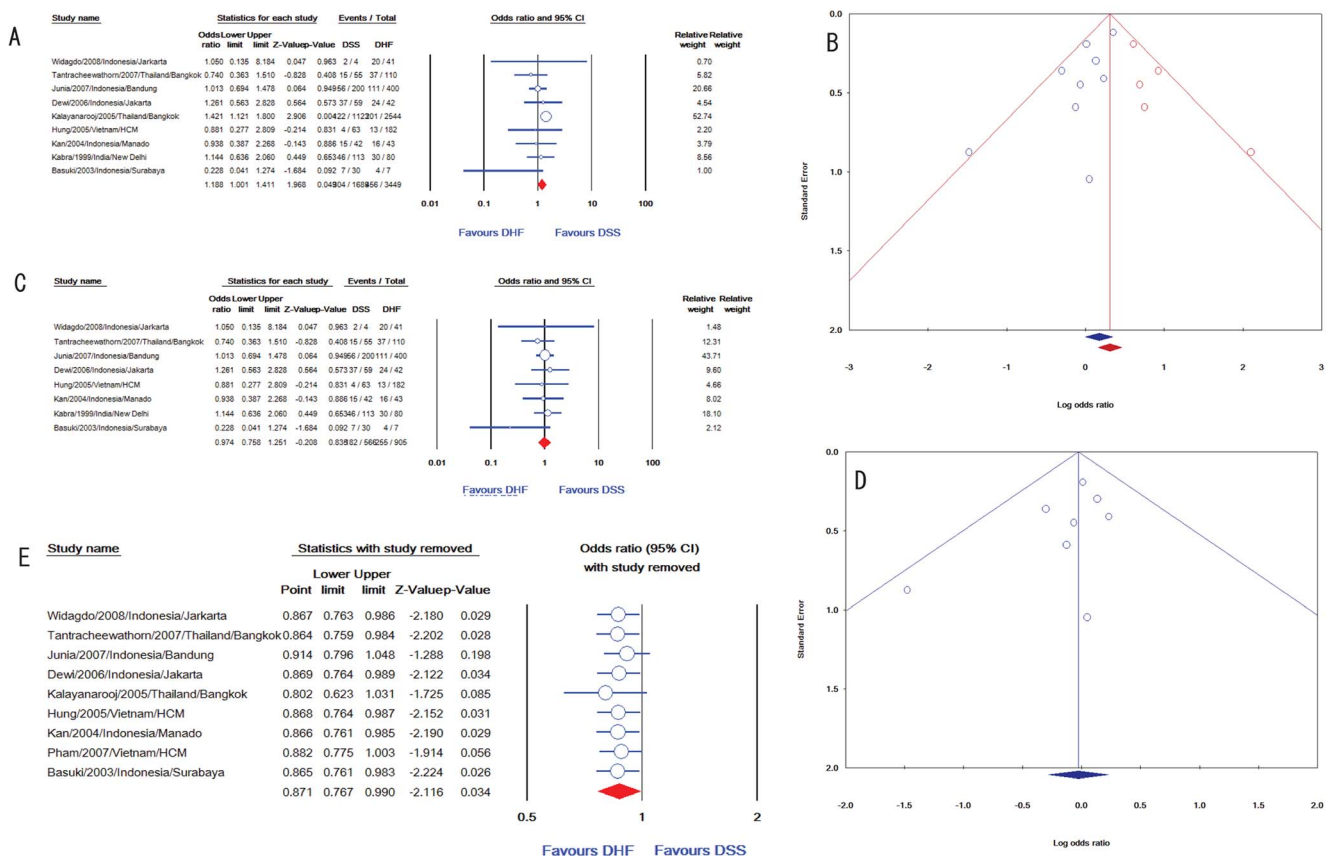 A
Study name Statistics for each study Events / Total Odds ratio and 95% CI
Odds Lower Upper Relative Relative
ratio limit limit Z-Value p-Value DSS DHF weight weight
Widagdo/2008/Indonesia/Jarkarta 1.050 0.135 8.184 0.047 0.963 2 / 4 20 / 41 0.70
Tantracheewathorn/2007/Thailand/Bangkok 0.740 0.363 1.510 -0.828 0.408 15 / 55 37 / 110 5.82
Junia/2007/Indonesia/Bandung 1.013 0.694 1.478 0.064 0.949 56 / 200 111 / 400 20.66
Dewi/2006/Indonesia/Jakarta 1.261 0.563 2.828 0.564 0.573 37 / 59 24 / 42 4.54
Kalayanarooj/2005/Thailand/Bangkok 1.421 1.121 1.800 2.906 52.74
Hung/2005/Vietnam/HCM 0.881 0.277 2.809 -0.214 0.831 4 / 63 13 / 182 2.20
Kan/2004/Indonesia/Manado 0.938 0.387 2.268 -0.143 0.886 15 / 42 16 / 43 3.79
Kabra/1999/India/New Delhi 1.144 0.636 2.060 0.449 0.653 46 / 113 30 / 80 8.56
Basuki/2003/Indonesia/Surabaya 0.228 0.041 1.274 -1.684 0.092 7 / 30 4 / 7 1.00
1.188 1.001 1.411 1.968 / 3449
0.01 0.1 1 10 100
Favours DHF Favours DSS
B
Standard Error
0.0
0.5
1.0
1.5
2.0
-3 -2 -1 0 1 2 3
Log odds ratio
C
Study name Statistics for each study Events / Total Odds ratio and 95% CI
Odds Lower Upper Relative Relative
ratio limit limit Z-Value p-Value DSS DHF weight weight
Widagdo/2008/Indonesia/Jarkarta 1.050 0.135 8.184 0.047 0.963 2 / 4 20 / 41 1.48
Tantracheewathorn/2007/Thailand/Bangkok 0.740 0.363 1.510 -0.828 0.408 15 / 55 37 / 110 12.31
Junia/2007/Indonesia/Bandung 1.013 0.694 1.478 0.064 0.949 56 / 200 111 / 400 43.71
Dewi/2006/Indonesia/Jakarta 1.261 0.563 2.828 0.564 0.573 37 / 59 24 / 42 9.60
Hung/2005/Vietnam/HCM 0.881 0.277 2.809 -0.214 0.831 4 / 63 13 / 182 4.66
Kan/2004/Indonesia/Manado 0.938 0.387 2.268 -0.143 0.886 15 / 42 16 / 43 8.02
Kabra/1999/India/New Delhi 1.144 0.636 2.060 0.449 0.653 46 / 113 30 / 80 18.10
Basuki/2003/Indonesia/Surabaya 0.228 0.041 1.274 -1.684 0.092 7 / 30 4 / 7 2.12
0.974 0.758 1.251 -0.208 / 905
0.01 0.1 1 10 100
Favours DHF Favours DSS
D
Standard Error
0.0
0.5
1.0
1.5
2.0
-2.0 -1.5 -1.0 -0.5 0.0 0.5 1.0 1.5 2.0
Log odds ratio
E
Study name Statistics with study removed Odds ratio (95% CI)
with study removed
Lower Upper
Point limit limit Z-Value p-Value
Widagdo/2008/Indonesia/Jarkarta 0.867 0.763 0.986 -2.180 0.029
Tantracheewathorn/2007/Thailand/Bangkok 0.864 0.759 0.984 -2.202 0.028
Junia/2007/Indonesia/Bandung 0.914 0.796 1.048 -1.288 0.198
Dewi/2006/Indonesia/Jakarta 0.869 0.764 0.989 -2.122 0.034
Kalayanarooj/2005/Thailand/Bangkok 0.802 0.623 1.031 -1.725 0.085
Hung/2005/Vietnam/HCM 0.868 0.764 0.987 -2.152 0.031
Kan/2004/Indonesia/Manado 0.866 0.761 0.985 -2.190 0.029
Pham/2007/Vietnam/HCM 0.882 0.775 1.003 -1.914 0.056
Basuki/2003/Indonesia/Surabaya 0.865 0.761 0.983 -2.224 0.026
0.871 0.767 0.990 -2.116 0.034
0.5 1 2
Favours DHF Favours DSS